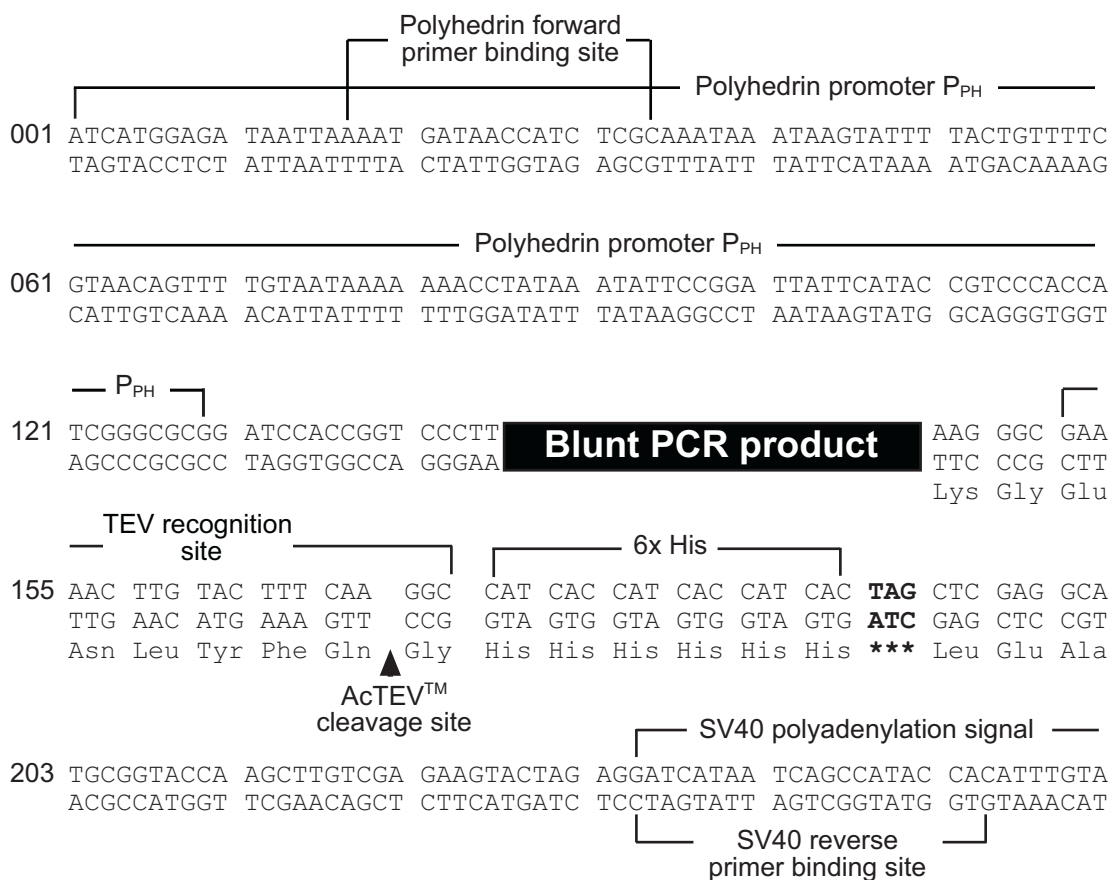 Polyhedrin forward
primer binding site
Polyhedrin promoter PPH
001 ATCATGGAGA TAATTAAAAT GATAACCATC TCGCAAATAA ATAAGTATTT TACTGTTTTC
TAGTACCTCT ATTAATTTTA CTATTGGTAG AGCGTTTATT TATTCATAAA ATGACAAAAG
Polyhedrin promoter PPH
061 GTAACAGTTT TGTAATAAAA AAACCTATAA ATATTCCGGA TTATTCATAC CGTCCCACCA
CATTGTCAAA ACATTATTTT TTTGGATATT TATAAGGCCT AATAAGTATG GCAGGGTGGT
PPH
121 TCGGGCGCGG ATCCACCGGT CCCTT Blunt PCR product AAG GGC GAA
AGCCCGCGCC TAGGTGGCCA GGGAA TTC CCG CTT
Lys Gly Glu
TEV recognition
site
6x His
155 AAC TTG TAC TTT CAA GGC CAT CAC CAT CAC CAT CAC TAG CTC GAG GCA
TTG AAC ATG AAA GTT CCG GTA GTG GTA GTG GTA GTG ATC GAG CTC CGT
Asn Leu Tyr Phe Gln Gly His His His His His His *** Leu Glu Ala
AcTEV™
cleavage site
SV40 polyadenylation signal
203 TGCGGTACCA AGCTTGTCGA GAAGTACTAG AGGATCATAA TCAGCCATAC CACATTTGTA
ACGCCATGGT TCGAACAGCT CTTCATGATC TCCTAGTATT AGTCGGTATG GTGTAAACAT
SV40 reverse
primer binding site